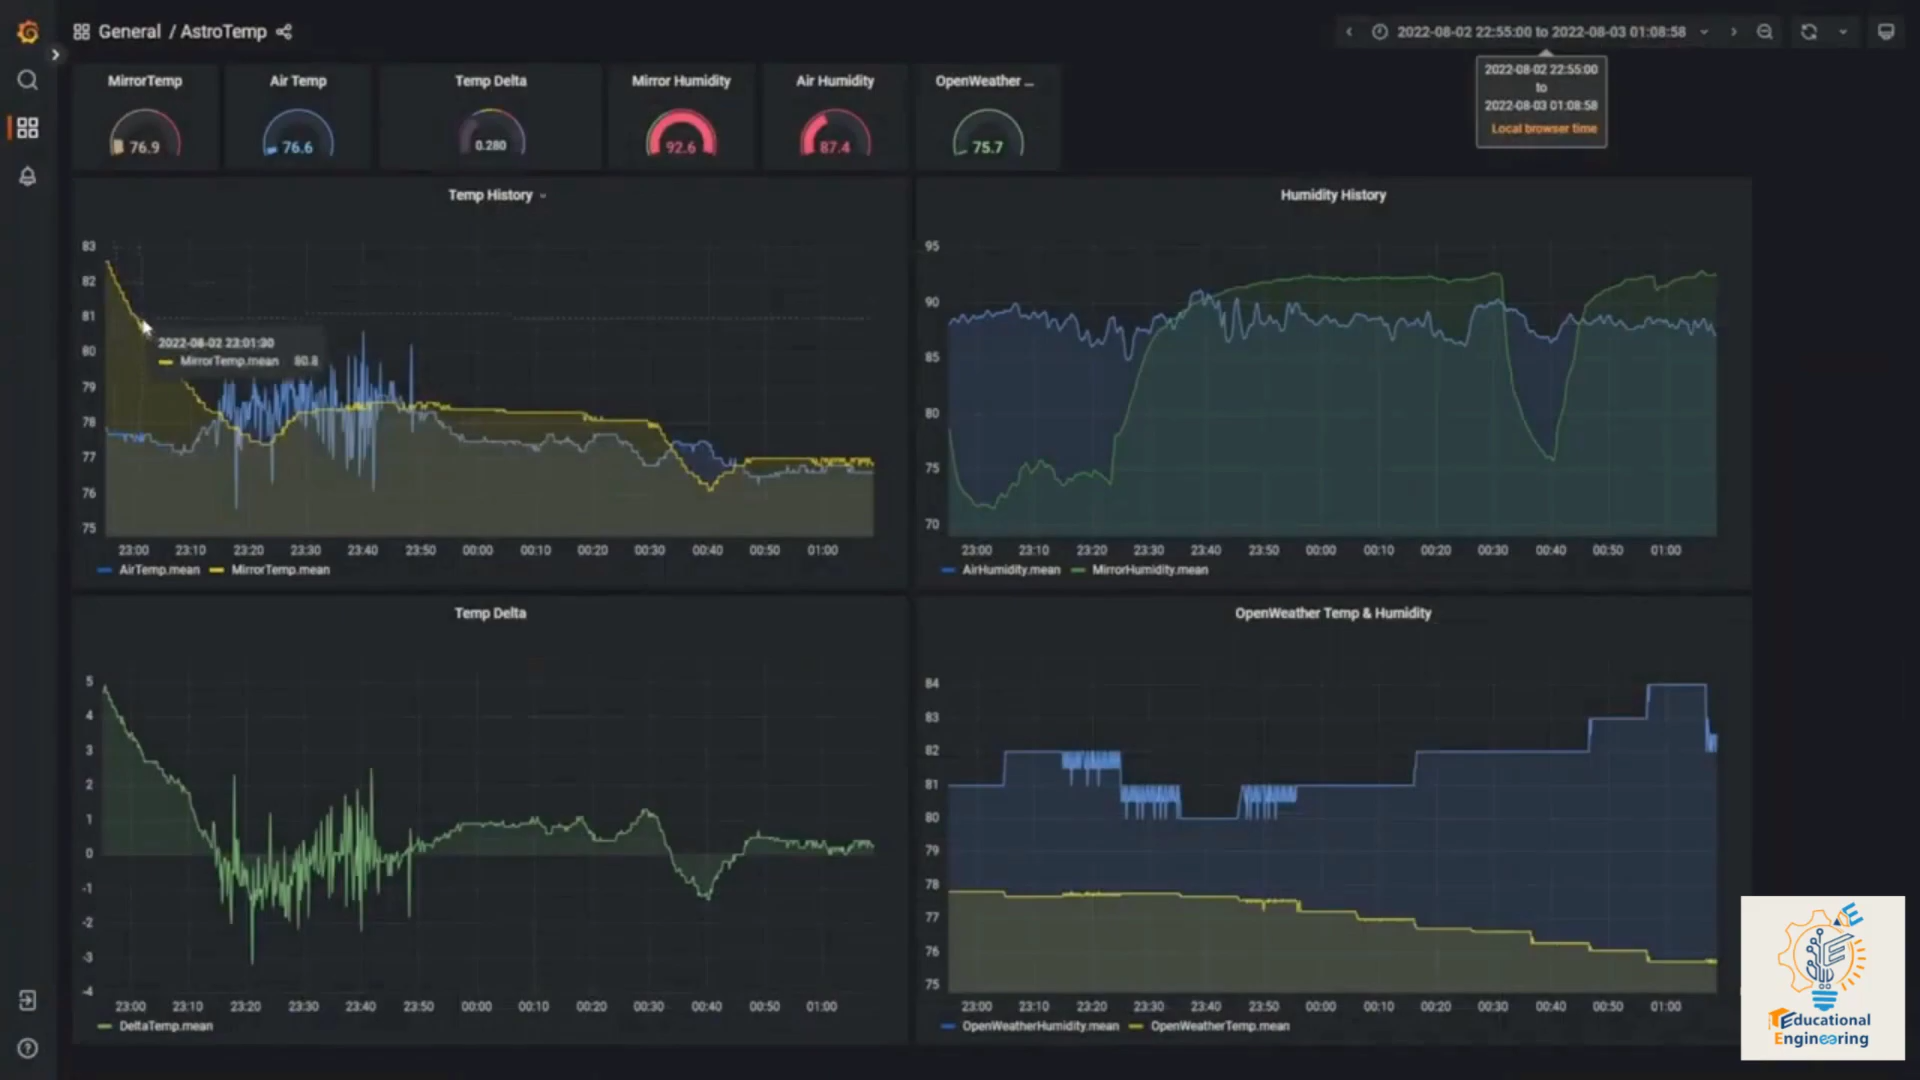 General / AstroTemp
2022-08-02 22:55:00 to 2022-08-03 01:08:58
2022-08-02 22:55:00
to
2022-08-03 01:08:58
Local browser time
MirrorTemp
76.9
Air Temp
76.6
Temp Delta
0.280
Mirror Humidity
92.6
Air Humidity
87.4
OpenWeather ...
75.7
Temp History
83
82
81
80
79
78
77
76
75
2022-08-02 23:01:30
MirrorTemp.mean 80.8
23:00 23:10 23:20 23:30 23:40 23:50 00:00 00:10 00:20 00:30 00:40 00:50 01:00
AirTemp.mean MirrorTemp.mean
Humidity History
95
90
85
80
75
70
23:00 23:10 23:20 23:30 23:40 23:50 00:00 00:10 00:20 00:30 00:40 00:50 01:00
AirHumidity.mean MirrorHumidity.mean
Temp Delta
5
4
3
2
1
0
-1
-2
-3
-4
23:00 23:10 23:20 23:30 23:40 23:50 00:00 00:10 00:20 00:30 00:40 00:50 01:00
DeltaTemp.mean
OpenWeather Temp & Humidity
84
83
82
81
80
79
78
77
76
75
23:00 23:10 23:20 23:30 23:40 23:50 00:00 00:10 00:20 00:30 00:40 00:50 01:00
OpenWeatherHumidity.mean OpenWeatherTemp.mean
Educational
Engineering